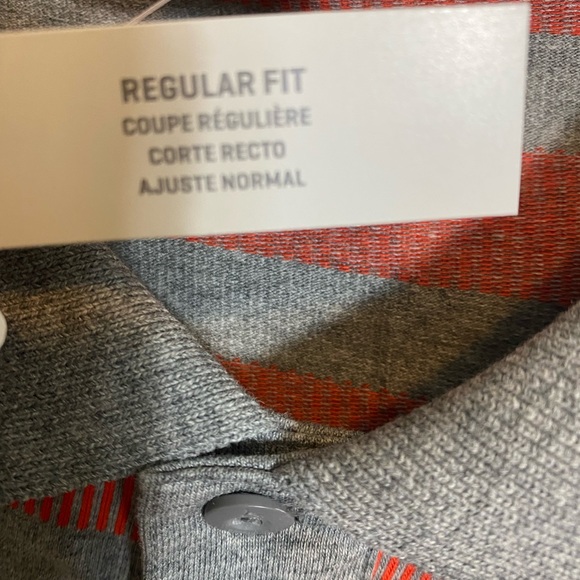 REGULAR FIT
COUPE RÉGULIÈRE
CORTE RECTO
AJUSTE NORMAL